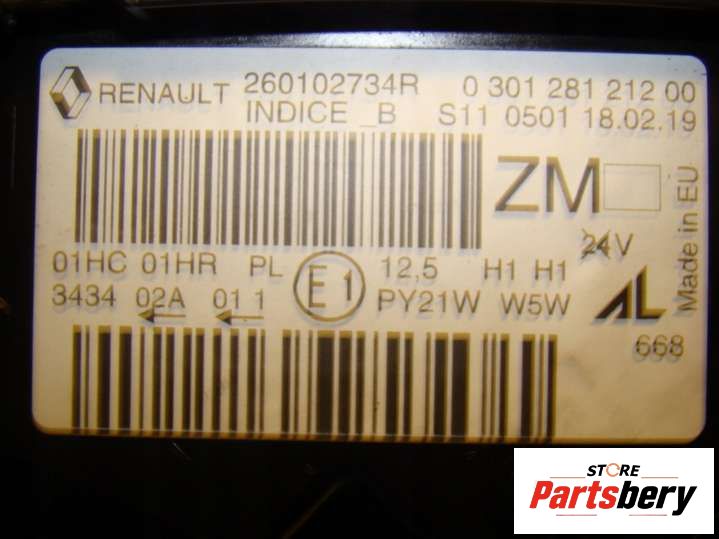 RENAULT 260102734R 0 301 281 212 00
INDICE _B S11 0501 18.02.19
ZM
Made in EU
24V
01HC 01HR PL E1 12,5 H1 H1
3434 02A 01 1 PY21W W5W AL
668
STORE
Partsbery